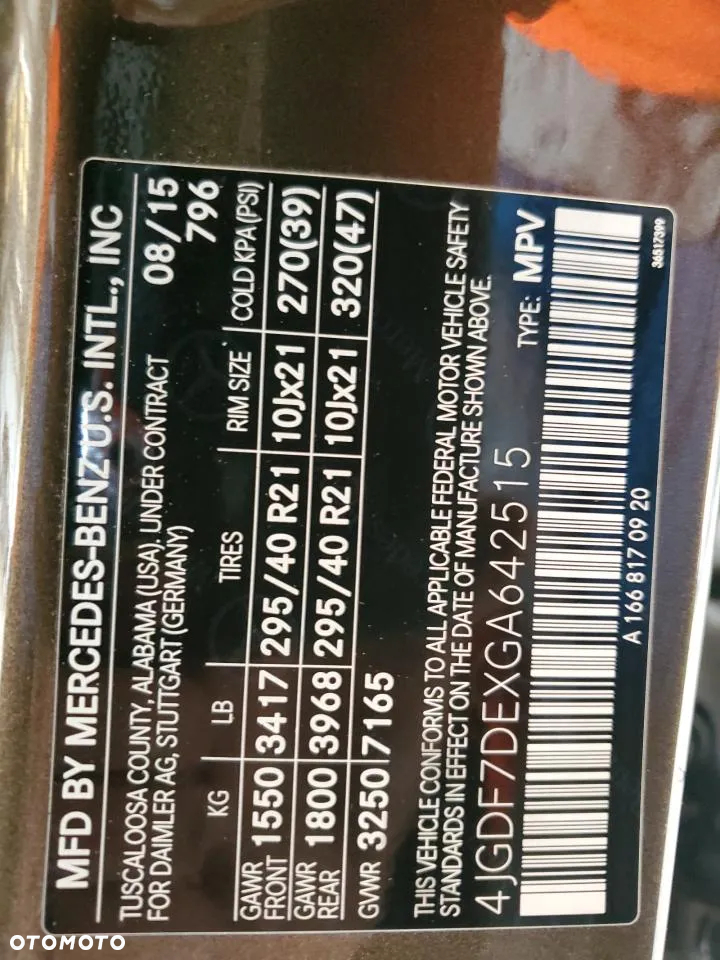 MFD BY MERCEDES-BENZ U.S. INTL., INC
TUSCALOOSA COUNTY, ALABAMA (USA), UNDER CONTRACT 08/15
FOR DAIMLER AG, STUTTGART (GERMANY) 796
KG LB TIRES RIM SIZE COLD KPA (PSI)
GAWR FRONT 1550 3417 295/40 R21 10Jx21 270(39)
GAWR REAR 1800 3968 295/40 R21 10Jx21 320(47)
GVWR 3250 7165
THIS VEHICLE CONFORMS TO ALL APPLICABLE FEDERAL MOTOR VEHICLE SAFETY
STANDARDS IN EFFECT ON THE DATE OF MANUFACTURE SHOWN ABOVE.
4JGDF7DEXGA642515 TYPE: MPV
A 166 817 09 20
36517399
OTOMOTO